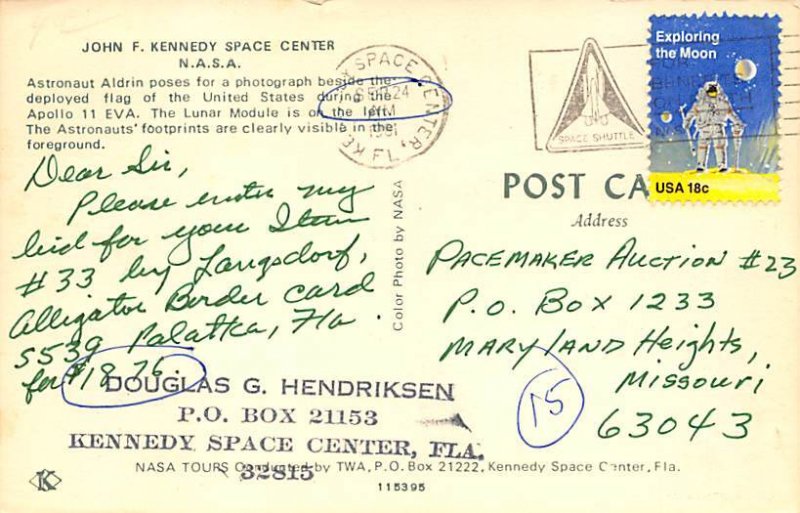 JOHN F. KENNEDY SPACE CENTER
N.A.S.A.
Astronaut Aldrin poses for a photograph beside the
deployed flag of the United States during the
Apollo 11 EVA. The Lunar Module is on the left.
The Astronauts' footprints are clearly visible in the
foreground.
Dear Sir,
Please enter my
bid for your Item
#33 by Langsdorf,
Alligator Border card
S539 Palatka, Fla.
for $18.76.
DOUGLAS G. HENDRIKSEN
P.O. BOX 21153
KENNEDY SPACE CENTER, FLA.
32815
NASA TOURS Conducted by TWA, P.O. Box 21222, Kennedy Space Center, Fla.
115395
K
Color Photo by NASA
SPACE CENTER,
24
1981
FL
SPACE SHUTTLE
Exploring
the Moon
USA 18c
POST CA
Address
PACEMAKER AUCTION #23
P.O. BOX 1233
MARYLAND Heights,
Missouri
63043
15